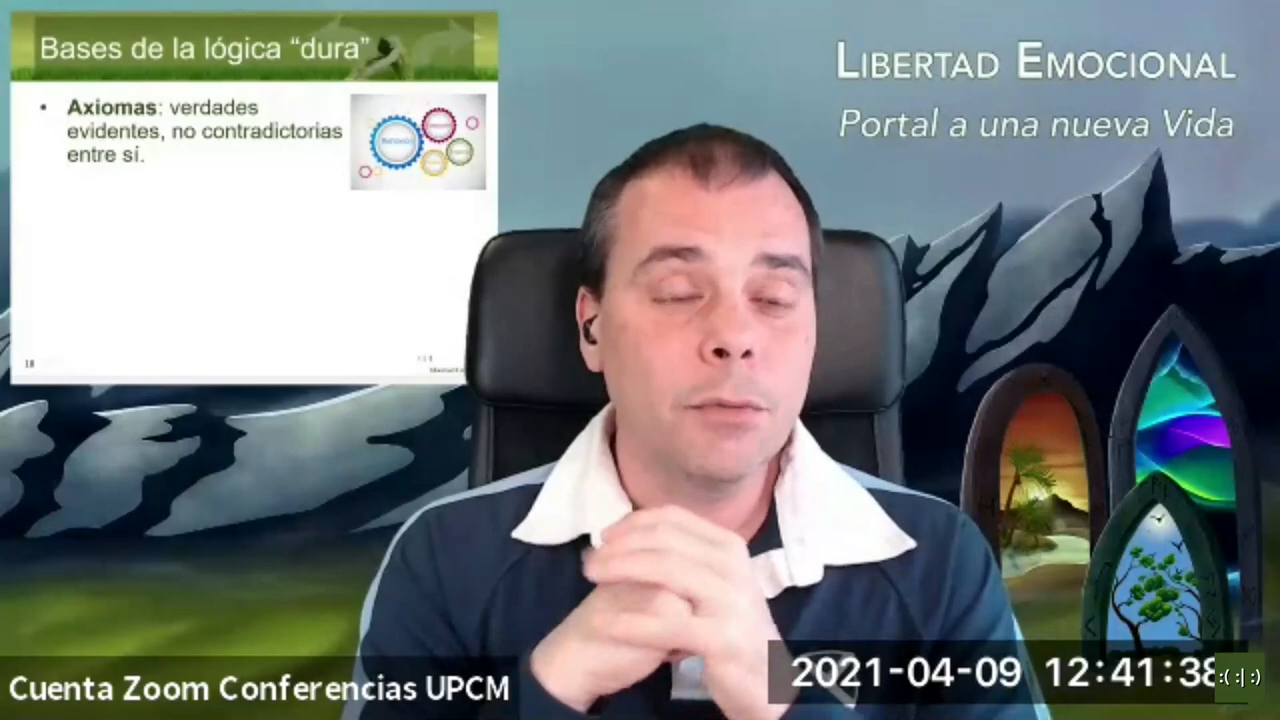 Bases de la lógica “dura”
• Axiomas: verdades
evidentes, no contradictorias
entre sí.
18
LIBERTAD EMOCIONAL
Portal a una nueva Vida
Cuenta Zoom Conferencias UPCM
2021-04-09 12:41:38
:( :| :)